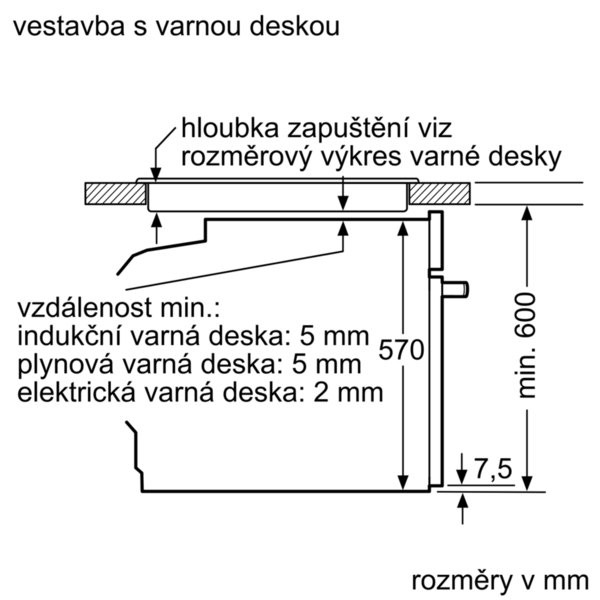 vestavba s varnou deskou
hloubka zapuštění viz
rozměrový výkres varné desky
vzdálenost min.:
indukční varná deska: 5 mm
plynová varná deska: 5 mm
elektrická varná deska: 2 mm
570
min. 600
7,5
rozměry v mm